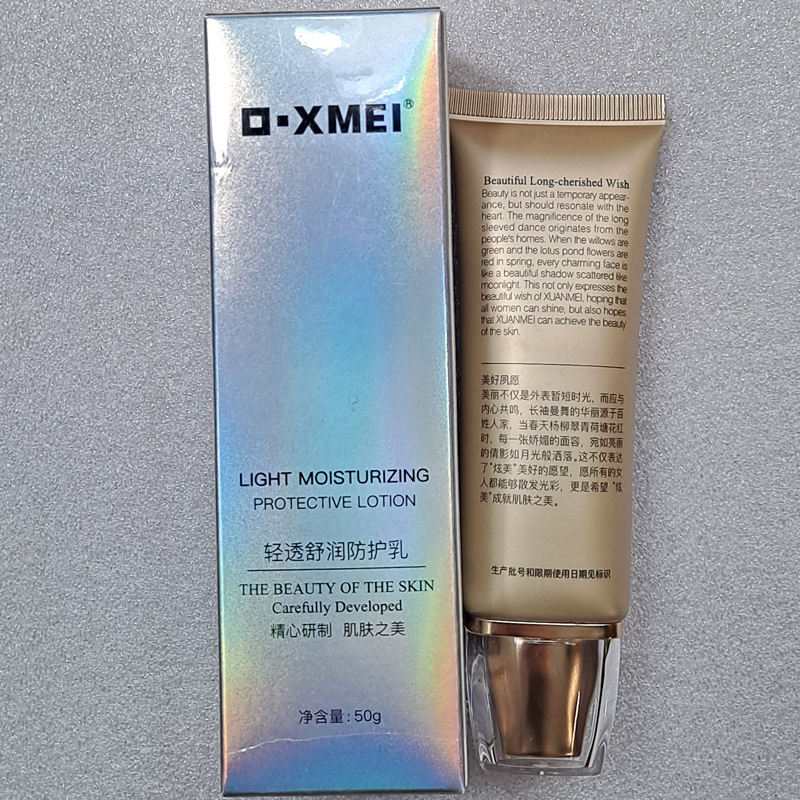 口·XMEI®
LIGHT MOISTURIZING
PROTECTIVE LOTION
轻透舒润防护乳
THE BEAUTY OF THE SKIN
Carefully Developed
精心研制 肌肤之美
净含量:50g
Beautiful Long-cherished Wish
Beauty is not just a temporary appear-
ance, but should resonate with the
heart. The magnificence of the long
sleeved dance originates from the
people's homes. When the willows are
green and the lotus pond flowers are
red in spring, every charming face is
like a beautiful shadow scattered like
moonlight. This not only expresses the
beautiful wish of XUANMEI, hoping that
all women can shine, but also hopes
that XUANMEI can achieve the beauty
of the skin.
美好夙愿
美丽不仅是外表暂短时光，而应与
内心共鸣，长袖曼舞的华丽源于百
姓人家，当春天杨柳翠青荷塘花红
时，每一张娇媚的面容，宛如亮丽
的倩影如月光般洒落。这不仅表达
了"炫美"美好的愿望，愿所有的女
人都能够散发光彩，更是希望"炫
美"成就肌肤之美。
生产批号和限期使用日期见标识